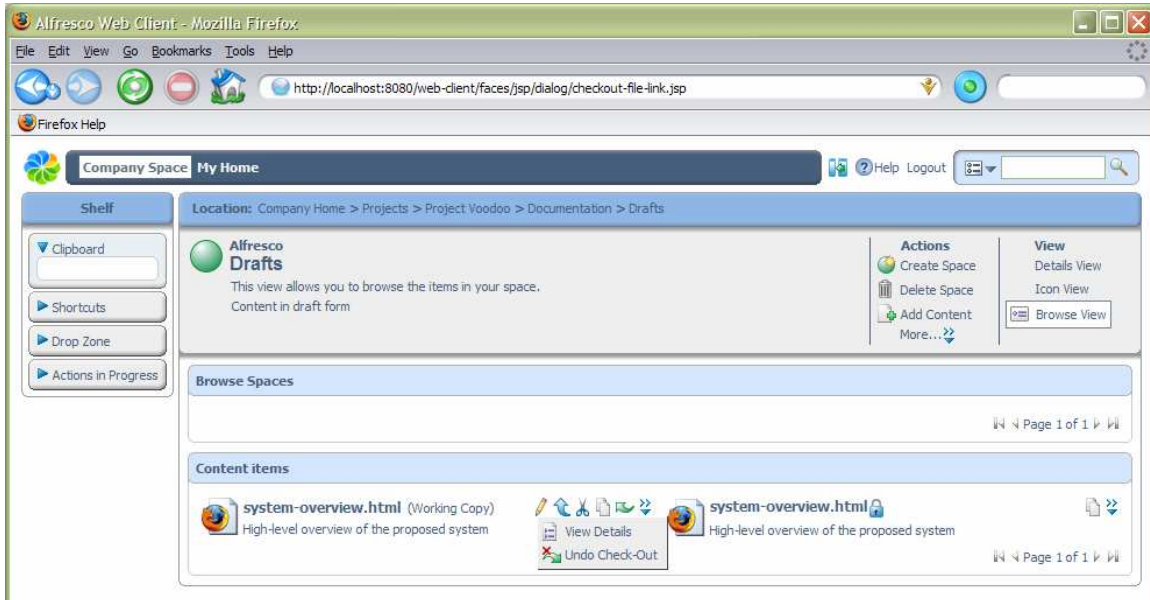 Alfresco Web Client - Mozilla Firefox
File Edit View Go Bookmarks Tools Help
http://localhost:8080/web-client/faces/jsp/dialog/checkout-file-link.jsp
Firefox Help
Company Space My Home
Help Logout
Shelf
Location: Company Home > Projects > Project Voodoo > Documentation > Drafts
Clipboard
Shortcuts
Drop Zone
Actions in Progress
Alfresco
Drafts
This view allows you to browse the items in your space.
Content in draft form
Actions
Create Space
Delete Space
Add Content
More...
View
Details View
Icon View
Browse View
Browse Spaces
Page 1 of 1
Content items
system-overview.html (Working Copy)
High-level overview of the proposed system
View Details
Undo Check-Out
system-overview.html
High-level overview of the proposed system
Page 1 of 1